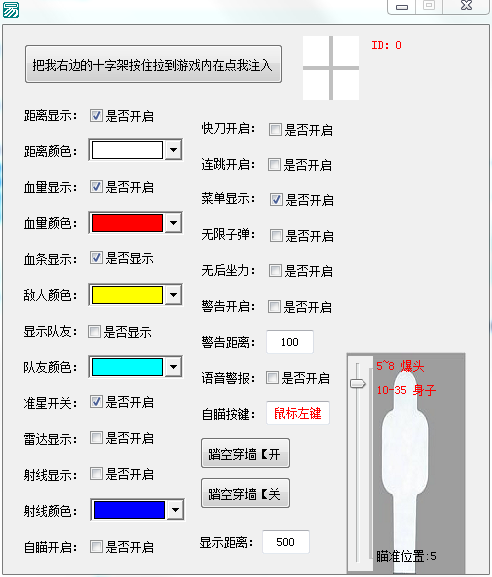 易
把我右边的十字架按住拉到游戏内在点我注入
ID: 0
距离显示: 是否开启
距离颜色:
血量显示: 是否开启
血量颜色:
血条显示: 是否显示
敌人颜色:
显示队友: 是否显示
队友颜色:
准星开关: 是否开启
雷达显示: 是否开启
射线显示: 是否开启
射线颜色:
自瞄开启: 是否开启
快刀开启: 是否开启
连跳开启: 是否开启
菜单显示: 是否开启
无限子弹: 是否开启
无后坐力: 是否开启
警告开启: 是否开启
警告距离: 100
语音警报: 是否开启
自瞄按键: 鼠标左键
踏空穿墙【开
踏空穿墙【关
显示距离: 500
5~8 爆头
10-35 身子
瞄准位置:5